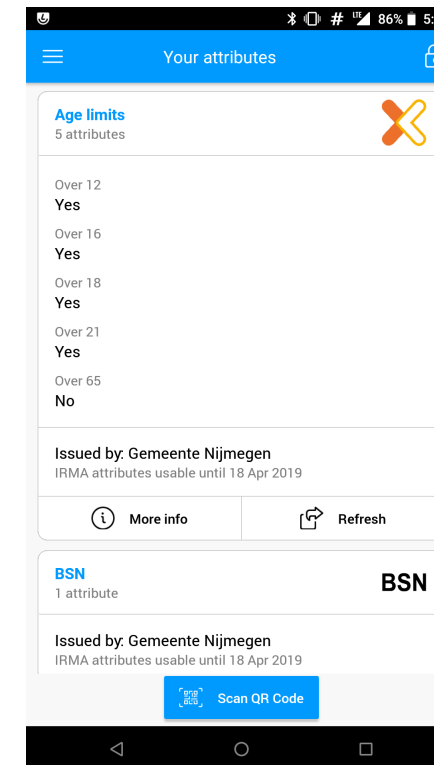 # LTE 86% 5:
Your attributes
Age limits
5 attributes
Over 12
Yes
Over 16
Yes
Over 18
Yes
Over 21
Yes
Over 65
No
Issued by: Gemeente Nijmegen
IRMA attributes usable until 18 Apr 2019
More info Refresh
BSN BSN
1 attribute
Issued by: Gemeente Nijmegen
IRMA attributes usable until 18 Apr 2019
Scan QR Code